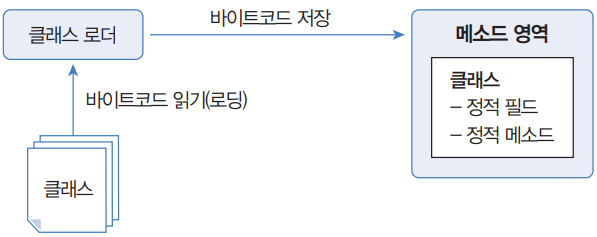 바이트코드 저장
클래스 로더
메소드 영역
클래스
– 정적 필드
– 정적 메소드
바이트코드 읽기(로딩)
클래스